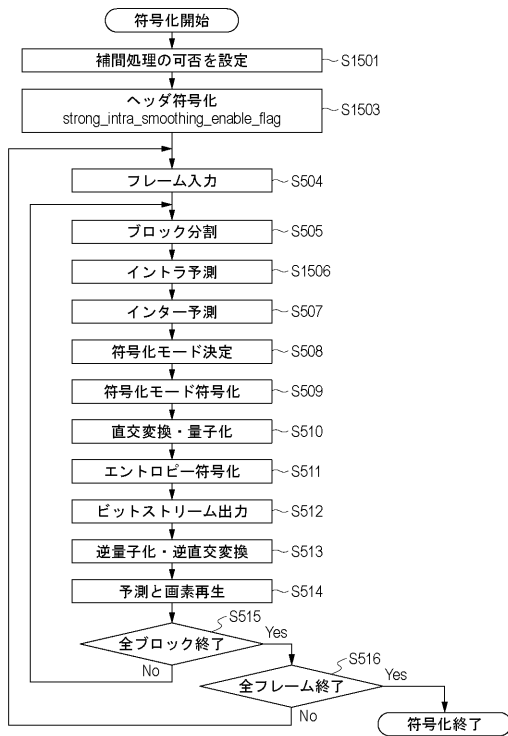 符号化開始
補間処理の可否を設定
S1501
ヘッダ符号化
strong_intra_smoothing_enable_flag
S1503
フレーム入力
S504
ブロック分割
S505
イントラ予測
S1506
インター予測
S507
符号化モード決定
S508
符号化モード符号化
S509
直交変換・量子化
S510
エントロピー符号化
S511
ビットストリーム出力
S512
逆量子化・逆直交変換
S513
予測と画素再生
S514
S515
全ブロック終了
Yes
No
S516
全フレーム終了
Yes
No
符号化終了